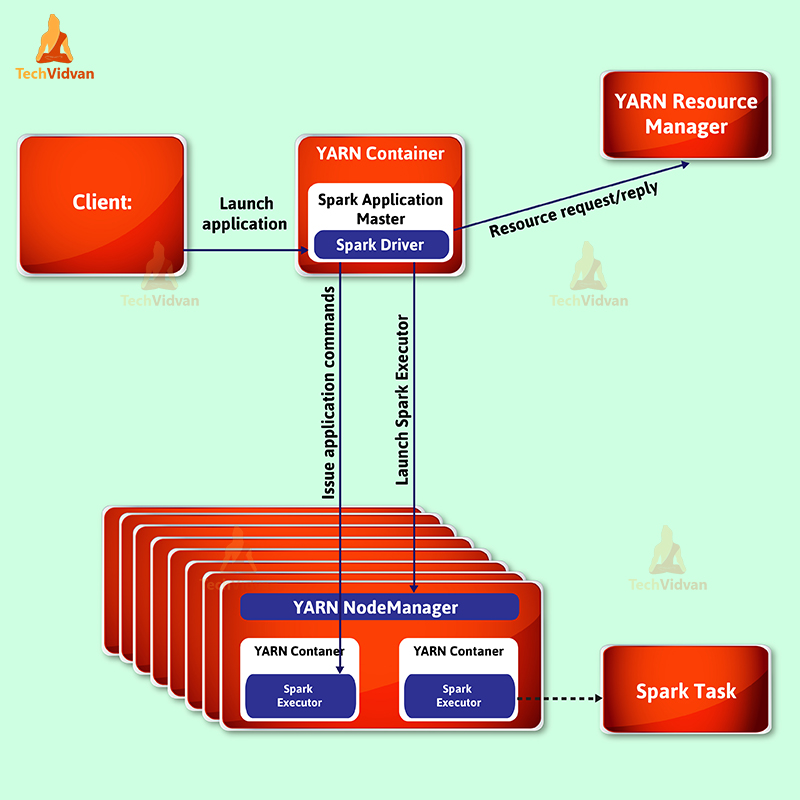 TechVidvan
YARN Resource
Manager
YARN Container
Client:
Spark Application
Master
Launch
application
Resource request/reply
Spark Driver
TechVidvan
TechVidvan
Issue application commands
Launch Spark Executor
TechVidvan
TechVidvan
YARN NodeManager
YARN Contaner
YARN Contaner
Spark
Executor
Spark
Executor
Spark Task